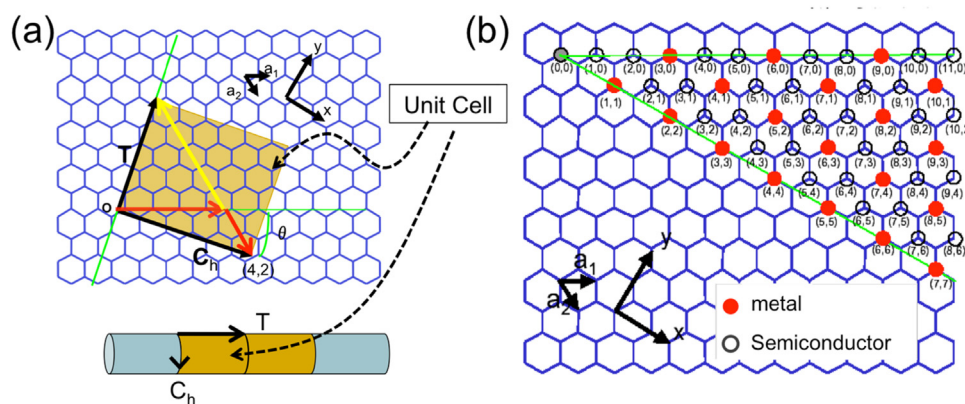 (a)
y
a1
a2
x
Unit Cell
T
o
θ
Ch
(4,2)
T
Ch
(b)
(0,0) (1,0) (2,0) (3,0) (4,0) (5,0) (6,0) (7,0) (8,0) (9,0) (10,0) (11,0)
(1,1) (2,1) (3,1) (4,1) (5,1) (6,1) (7,1) (8,1) (9,1) (10,1
(2,2) (3,2) (4,2) (5,2) (6,2) (7,2) (8,2) (9,2) (10,2
(3,3) (4,3) (5,3) (6,3) (7,3) (8,3) (9,3)
(4,4) (5,4) (6,4) (7,4) (8,4) (9,4)
(5,5) (6,5) (7,5) (8,5)
(6,6) (7,6) (8,6)
(7,7)
y
a1
a2
x
metal
Semiconductor